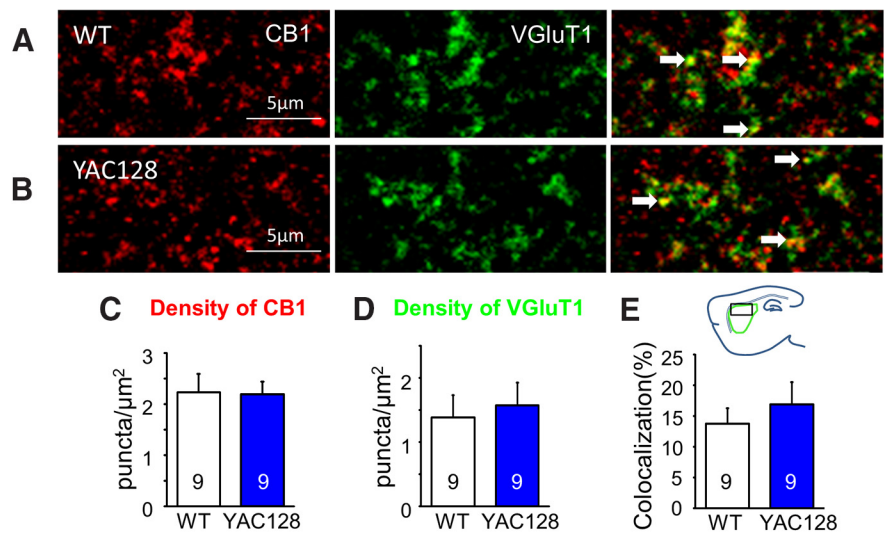 A
WT
CB1
VGluT1
5μm
B
YAC128
5μm
C
Density of CB1
D
Density of VGluT1
E
puncta/μm²
3
2
1
0
9
9
WT
YAC128
puncta/μm²
2
1
0
9
9
WT
YAC128
Colocalization(%)
25
20
15
10
5
0
9
9
WT
YAC128